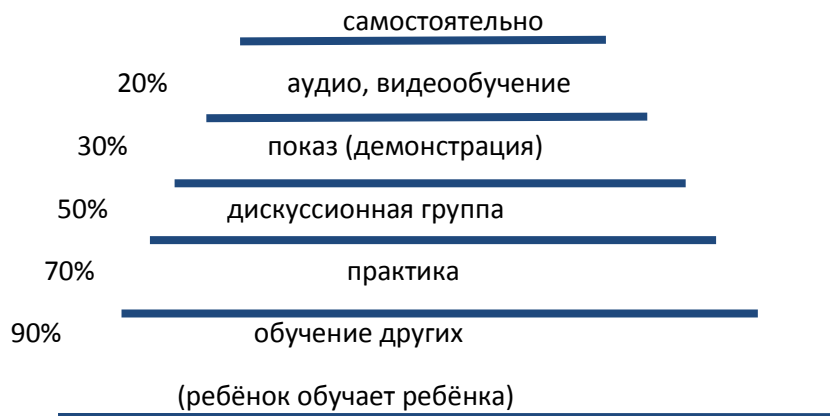 самостоятельно
20% аудио, видеообучение
30% показ (демонстрация)
50% дискуссионная группа
70% практика
90% обучение других
(ребёнок обучает ребёнка)